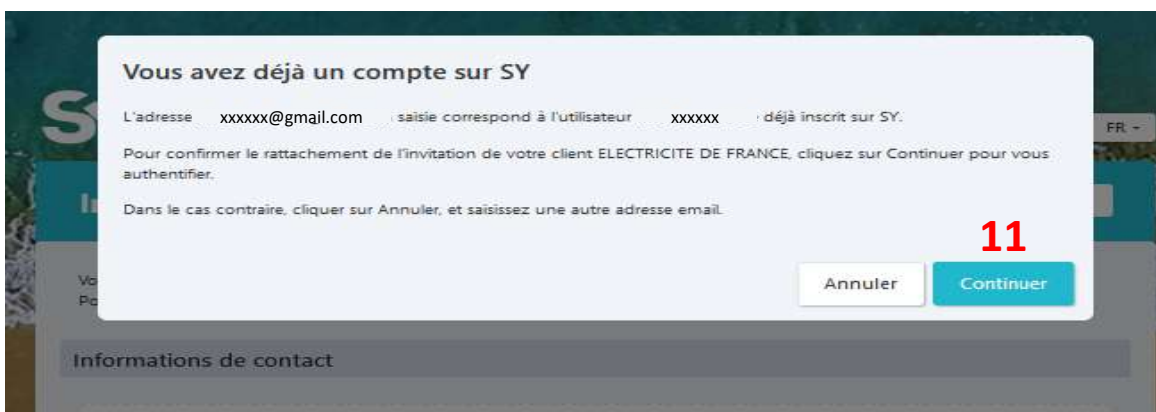 Vous avez déjà un compte sur SY
L'adresse xxxxxx@gmail.com saisie correspond à l'utilisateur xxxxxx déjà inscrit sur SY.
FR
Pour confirmer le rattachement de l'invitation de votre client ELECTRICITE DE FRANCE, cliquez sur Continuer pour vous
authentifier.
Dans le cas contraire, cliquer sur Annuler, et saisissez une autre adresse email.
11
Annuler Continuer
Vo
Po
Informations de contact